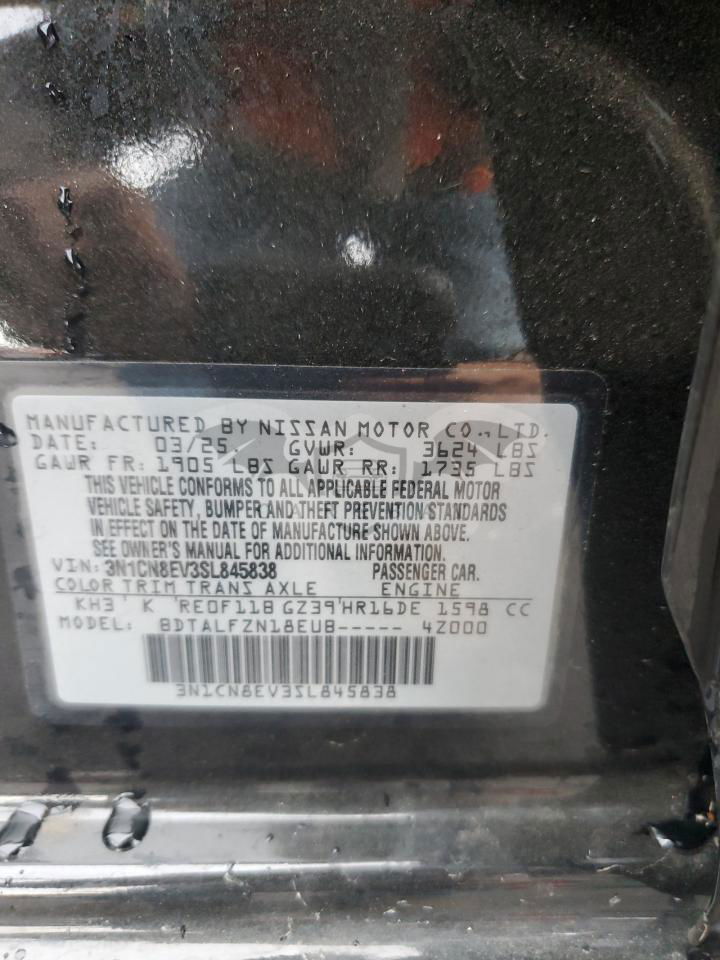 MANUFACTURED BY NISSAN MOTOR CO., LTD.
DATE: 03/25 GVWR: 3624 LBS
GAWR FR: 1905 LBS GAWR RR: 1735 LBS
THIS VEHICLE CONFORMS TO ALL APPLICABLE FEDERAL MOTOR
VEHICLE SAFETY, BUMPER AND THEFT PREVENTION STANDARDS
IN EFFECT ON THE DATE OF MANUFACTURE SHOWN ABOVE.
SEE OWNER'S MANUAL FOR ADDITIONAL INFORMATION.
VIN: 3N1CN8EV3SL845838 PASSENGER CAR.
COLOR TRIM TRANS AXLE ENGINE
KH3 K RE0F11B GZ39 HR16DE 1598 CC
MODEL: BDTALFZN18EUB----- 4Z000
3N1CN8EV3SL845838